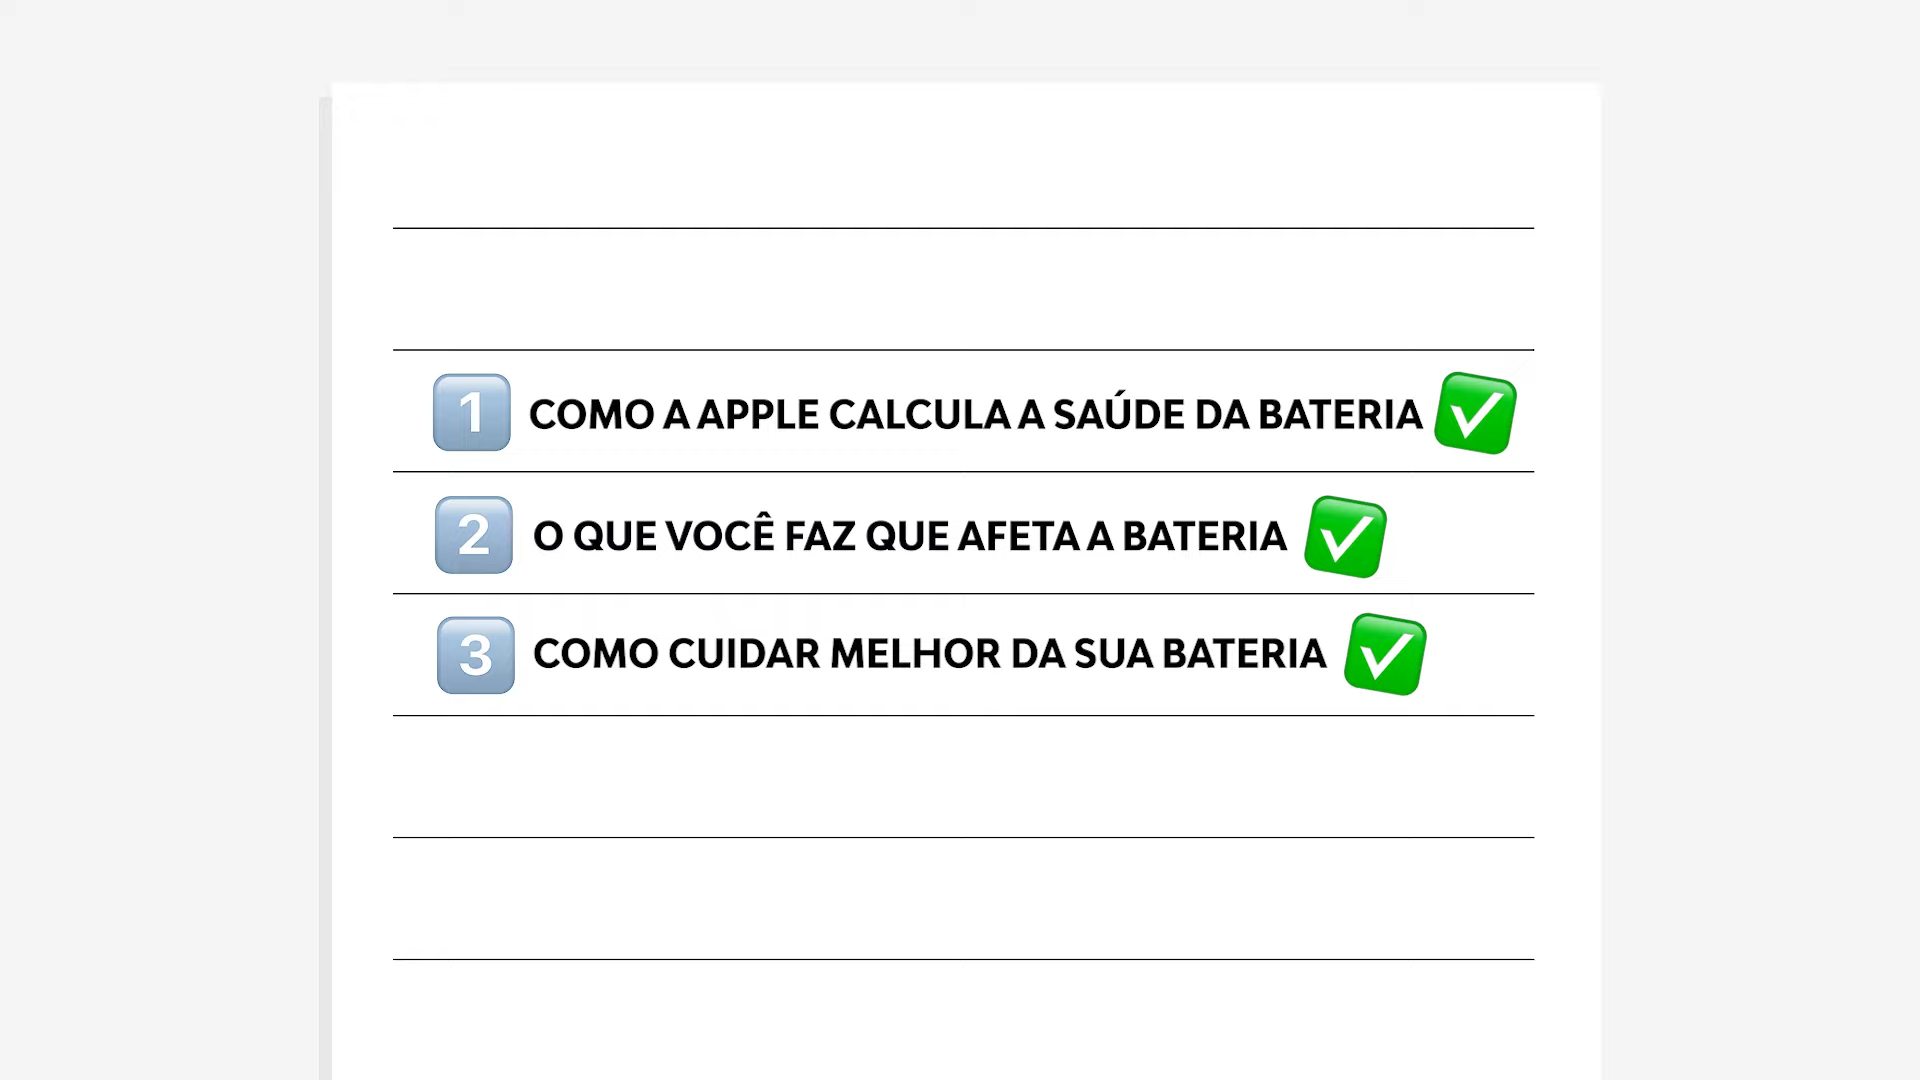 1 COMO A APPLE CALCULA A SAÚDE DA BATERIA ✅
2 O QUE VOCÊ FAZ QUE AFETA A BATERIA ✅
3 COMO CUIDAR MELHOR DA SUA BATERIA ✅